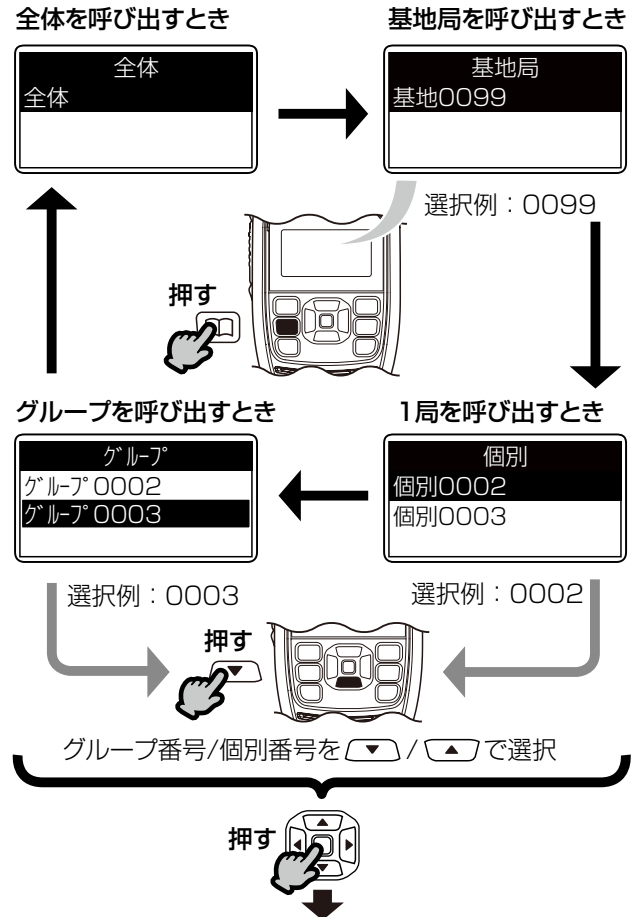 全体を呼び出すとき
基地局を呼び出すとき
全体
全体
基地局
基地0099
選択例：0099
押す
グループを呼び出すとき
1局を呼び出すとき
ｸﾞﾙｰﾌﾟ
ｸﾞﾙｰﾌﾟ0002
ｸﾞﾙｰﾌﾟ0003
個別
個別0002
個別0003
選択例：0003
選択例：0002
押す
グループ番号/個別番号を▼/▲で選択
押す